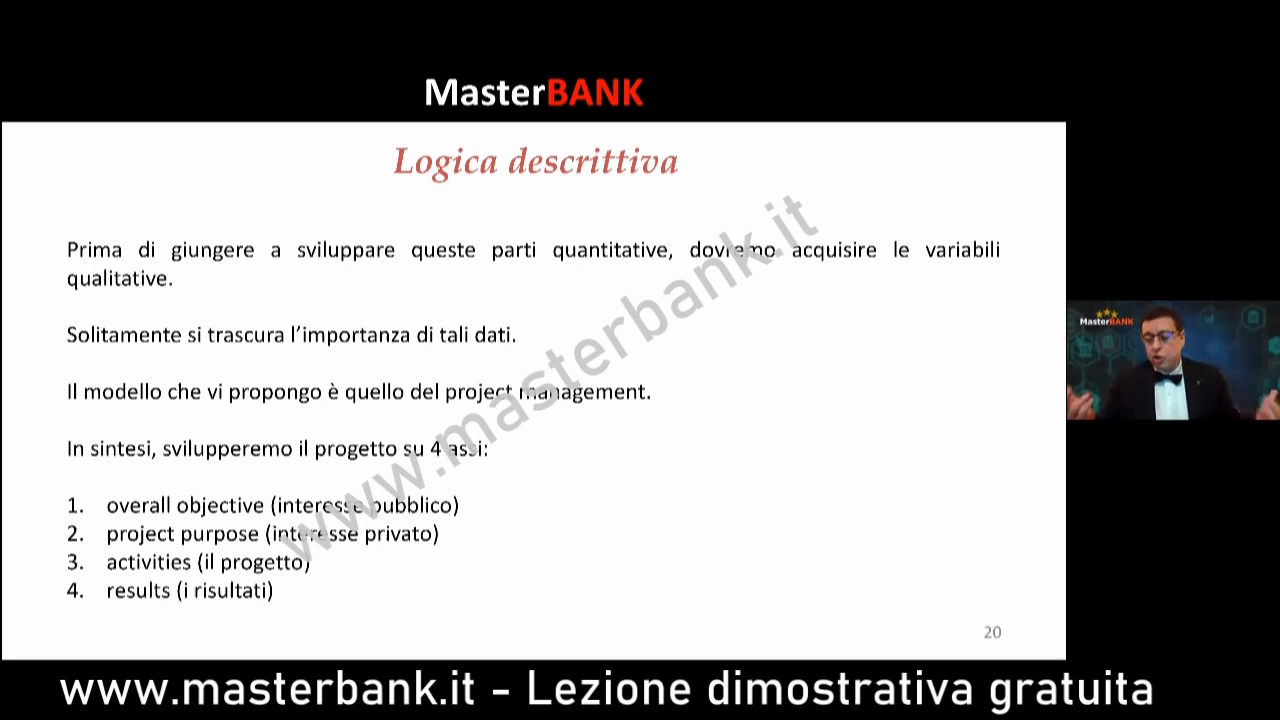 MasterBANK
Logica descrittiva
Prima di giungere a sviluppare queste parti quantitative, dovremo acquisire le variabili
qualitative.
Solitamente si trascura l’importanza di tali dati.
Il modello che vi propongo è quello del project management.
In sintesi, svilupperemo il progetto su 4 assi:
1. overall objective (interesse pubblico)
2. project purpose (interesse privato)
3. activities (il progetto)
4. results (i risultati)
20
www.masterbank.it
MasterBANK
www.masterbank.it - Lezione dimostrativa gratuita